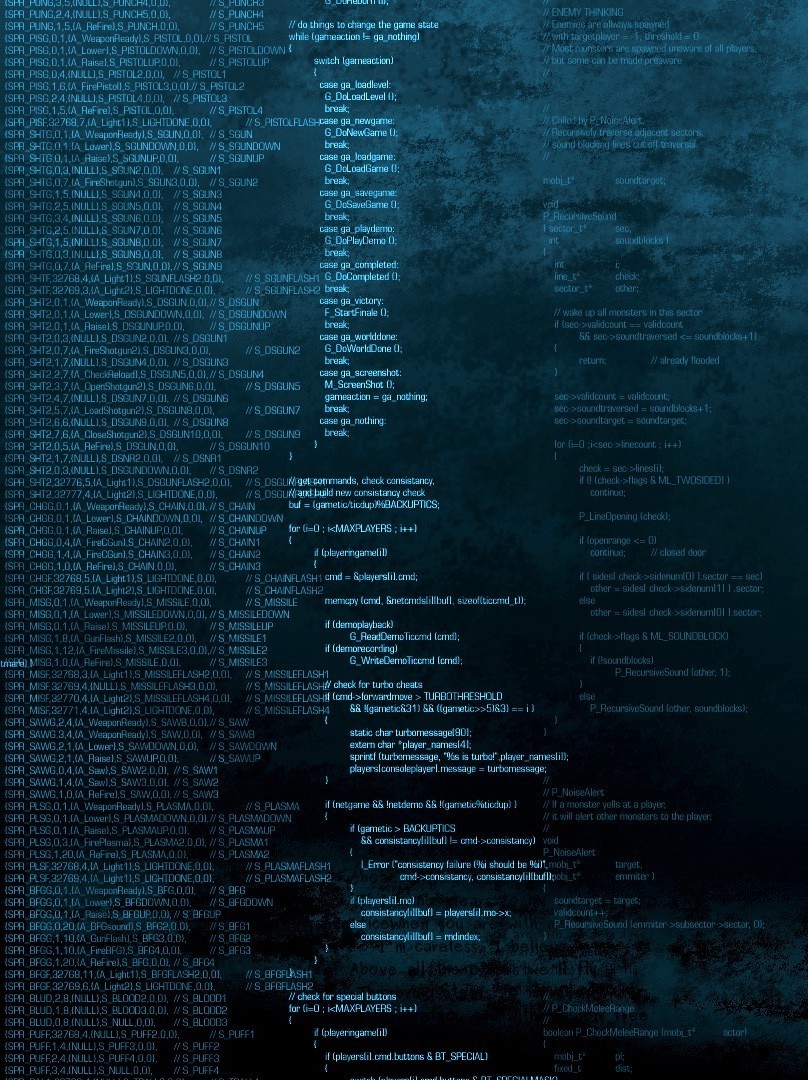 {SPR_PUNG,3,5,{NULL},S_PUNCH4,0,0}, // S_PUNCH3
{SPR_PUNG,2,4,{NULL},S_PUNCH5,0,0}, // S_PUNCH4
{SPR_PUNG,1,5,{A_ReFire},S_PUNCH,0,0}, // S_PUNCH5
{SPR_PISG,0,1,{A_WeaponReady},S_PISTOL,0,0},// S_PISTOL
{SPR_PISG,0,1,{A_Lower},S_PISTOLDOWN,0,0}, // S_PISTOLDOWN
{SPR_PISG,0,1,{A_Raise},S_PISTOLUP,0,0}, // S_PISTOLUP
{SPR_PISG,0,4,{NULL},S_PISTOL2,0,0}, // S_PISTOL1
{SPR_PISG,1,6,{A_FirePistol},S_PISTOL3,0,0},// S_PISTOL2
{SPR_PISG,2,4,{NULL},S_PISTOL4,0,0}, // S_PISTOL3
{SPR_PISG,1,5,{A_ReFire},S_PISTOL,0,0}, // S_PISTOL4
{SPR_PISF,32768,7,{A_Light1},S_LIGHTDONE,0,0}, // S_PISTOLFLASH
{SPR_SHTG,0,1,{A_WeaponReady},S_SGUN,0,0}, // S_SGUN
{SPR_SHTG,0,1,{A_Lower},S_SGUNDOWN,0,0}, // S_SGUNDOWN
{SPR_SHTG,0,1,{A_Raise},S_SGUNUP,0,0}, // S_SGUNUP
{SPR_SHTG,0,3,{NULL},S_SGUN2,0,0}, // S_SGUN1
{SPR_SHTG,0,7,{A_FireShotgun},S_SGUN3,0,0}, // S_SGUN2
{SPR_SHTG,1,5,{NULL},S_SGUN4,0,0}, // S_SGUN3
{SPR_SHTG,2,5,{NULL},S_SGUN5,0,0}, // S_SGUN4
{SPR_SHTG,3,4,{NULL},S_SGUN6,0,0}, // S_SGUN5
{SPR_SHTG,2,5,{NULL},S_SGUN7,0,0}, // S_SGUN6
{SPR_SHTG,1,5,{NULL},S_SGUN8,0,0}, // S_SGUN7
{SPR_SHTG,0,3,{NULL},S_SGUN9,0,0}, // S_SGUN8
{SPR_SHTG,0,7,{A_ReFire},S_SGUN,0,0}, // S_SGUN9
{SPR_SHTF,32768,4,{A_Light1},S_SGUNFLASH2,0,0}, // S_SGUNFLASH1
{SPR_SHTF,32769,3,{A_Light2},S_LIGHTDONE,0,0}, // S_SGUNFLASH2
{SPR_SHT2,0,1,{A_WeaponReady},S_DSGUN,0,0}, // S_DSGUN
{SPR_SHT2,0,1,{A_Lower},S_DSGUNDOWN,0,0}, // S_DSGUNDOWN
{SPR_SHT2,0,1,{A_Raise},S_DSGUNUP,0,0}, // S_DSGUNUP
{SPR_SHT2,0,3,{NULL},S_DSGUN2,0,0}, // S_DSGUN1
{SPR_SHT2,0,7,{A_FireShotgun2},S_DSGUN3,0,0}, // S_DSGUN2
{SPR_SHT2,1,7,{NULL},S_DSGUN4,0,0}, // S_DSGUN3
{SPR_SHT2,2,7,{A_CheckReload},S_DSGUN5,0,0}, // S_DSGUN4
{SPR_SHT2,3,7,{A_OpenShotgun2},S_DSGUN6,0,0}, // S_DSGUN5
{SPR_SHT2,4,7,{NULL},S_DSGUN7,0,0}, // S_DSGUN6
{SPR_SHT2,5,7,{A_LoadShotgun2},S_DSGUN8,0,0}, // S_DSGUN7
{SPR_SHT2,6,6,{NULL},S_DSGUN9,0,0}, // S_DSGUN8
{SPR_SHT2,7,6,{A_CloseShotgun2},S_DSGUN10,0,0}, // S_DSGUN9
{SPR_SHT2,0,5,{A_ReFire},S_DSGUN,0,0}, // S_DSGUN10
{SPR_SHT2,1,7,{NULL},S_DSNR2,0,0}, // S_DSNR1
{SPR_SHT2,0,3,{NULL},S_DSGUNDOWN,0,0}, // S_DSNR2
{SPR_SHT2,32776,5,{A_Light1},S_DSGUNFLASH2,0,0},
{SPR_SHT2,32777,4,{A_Light2},S_LIGHTDONE,0,0},
{SPR_CHGG,0,1,{A_WeaponReady},S_CHAIN,0,0}, // S_CHAIN
{SPR_CHGG,0,1,{A_Lower},S_CHAINDOWN,0,0}, // S_CHAINDOWN
{SPR_CHGG,0,1,{A_Raise},S_CHAINUP,0,0}, // S_CHAINUP
{SPR_CHGG,0,4,{A_FireCGun},S_CHAIN2,0,0}, // S_CHAIN1
{SPR_CHGG,1,4,{A_FireCGun},S_CHAIN3,0,0}, // S_CHAIN2
{SPR_CHGG,1,0,{A_ReFire},S_CHAIN,0,0}, // S_CHAIN3
{SPR_CHGF,32768,5,{A_Light1},S_LIGHTDONE,0,0}, // S_CHAINFLASH1
{SPR_CHGF,32769,5,{A_Light2},S_LIGHTDONE,0,0}, // S_CHAINFLASH2
{SPR_MISG,0,1,{A_WeaponReady},S_MISSILE,0,0}, // S_MISSILE
{SPR_MISG,0,1,{A_Lower},S_MISSILEDOWN,0,0}, // S_MISSILEDOWN
{SPR_MISG,0,1,{A_Raise},S_MISSILEUP,0,0}, // S_MISSILEUP
{SPR_MISG,1,8,{A_GunFlash},S_MISSILE2,0,0}, // S_MISSILE1
{SPR_MISG,1,12,{A_FireMissile},S_MISSILE3,0,0}, // S_MISSILE2
{SPR_MISG,1,0,{A_ReFire},S_MISSILE,0,0}, // S_MISSILE3
{SPR_MISF,32768,3,{A_Light1},S_MISSILEFLASH2,0,0}, // S_MISSILEFLASH1
{SPR_MISF,32769,4,{NULL},S_MISSILEFLASH3,0,0}, // S_MISSILEFLASH2
{SPR_MISF,32770,4,{A_Light2},S_MISSILEFLASH4,0,0}, // S_MISSILEFLASH3
{SPR_MISF,32771,4,{A_Light2},S_LIGHTDONE,0,0}, // S_MISSILEFLASH4
{SPR_SAWG,2,4,{A_WeaponReady},S_SAWB,0,0}, // S_SAW
{SPR_SAWG,3,4,{A_WeaponReady},S_SAW,0,0}, // S_SAWB
{SPR_SAWG,2,1,{A_Lower},S_SAWDOWN,0,0}, // S_SAWDOWN
{SPR_SAWG,2,1,{A_Raise},S_SAWUP,0,0}, // S_SAWUP
{SPR_SAWG,0,4,{A_Saw},S_SAW2,0,0}, // S_SAW1
{SPR_SAWG,1,4,{A_Saw},S_SAW3,0,0}, // S_SAW2
{SPR_SAWG,1,0,{A_ReFire},S_SAW,0,0}, // S_SAW3
{SPR_PLSG,0,1,{A_WeaponReady},S_PLASMA,0,0}, // S_PLASMA
{SPR_PLSG,0,1,{A_Lower},S_PLASMADOWN,0,0}, // S_PLASMADOWN
{SPR_PLSG,0,1,{A_Raise},S_PLASMAUP,0,0}, // S_PLASMAUP
{SPR_PLSG,0,3,{A_FirePlasma},S_PLASMA2,0,0}, // S_PLASMA1
{SPR_PLSG,1,20,{A_ReFire},S_PLASMA,0,0}, // S_PLASMA2
{SPR_PLSF,32768,4,{A_Light1},S_LIGHTDONE,0,0}, // S_PLASMAFLASH1
{SPR_PLSF,32769,4,{A_Light1},S_LIGHTDONE,0,0}, // S_PLASMAFLASH2
{SPR_BFGG,0,1,{A_WeaponReady},S_BFG,0,0}, // S_BFG
{SPR_BFGG,0,1,{A_Lower},S_BFGDOWN,0,0}, // S_BFGDOWN
{SPR_BFGG,0,1,{A_Raise},S_BFGUP,0,0}, // S_BFGUP
{SPR_BFGG,0,20,{A_BFGsound},S_BFG2,0,0}, // S_BFG1
{SPR_BFGG,1,10,{A_GunFlash},S_BFG3,0,0}, // S_BFG2
{SPR_BFGG,1,10,{A_FireBFG},S_BFG4,0,0}, // S_BFG3
{SPR_BFGG,1,20,{A_ReFire},S_BFG,0,0}, // S_BFG4
{SPR_BFGF,32768,11,{A_Light1},S_BFGFLASH2,0,0}, // S_BFGFLASH1
{SPR_BFGF,32769,6,{A_Light2},S_LIGHTDONE,0,0}, // S_BFGFLASH2
{SPR_BLUD,2,8,{NULL},S_BLOOD2,0,0}, // S_BLOOD1
{SPR_BLUD,1,8,{NULL},S_BLOOD3,0,0}, // S_BLOOD2
{SPR_BLUD,0,8,{NULL},S_NULL,0,0}, // S_BLOOD3
{SPR_PUFF,32768,4,{NULL},S_PUFF2,0,0}, // S_PUFF1
{SPR_PUFF,1,4,{NULL},S_PUFF3,0,0}, // S_PUFF2
{SPR_PUFF,2,4,{NULL},S_PUFF4,0,0}, // S_PUFF3
{SPR_PUFF,3,4,{NULL},S_NULL,0,0}, // S_PUFF4
G_DoReborn (i);
// do things to change the game state
while (gameaction != ga_nothing)
{
switch (gameaction)
{
case ga_loadlevel:
G_DoLoadLevel ();
break;
case ga_newgame:
G_DoNewGame ();
break;
case ga_loadgame:
G_DoLoadGame ();
break;
case ga_savegame:
G_DoSaveGame ();
break;
case ga_playdemo:
G_DoPlayDemo ();
break;
case ga_completed:
G_DoCompleted ();
break;
case ga_victory:
F_StartFinale ();
break;
case ga_worlddone:
G_DoWorldDone ();
break;
case ga_screenshot:
M_ScreenShot ();
gameaction = ga_nothing;
break;
case ga_nothing:
break;
}
}
// get commands, check consistancy,
// and build new consistancy check
buf = (gametic/ticdup)%BACKUPTICS;
for (i=0 ; i<MAXPLAYERS ; i++)
{
if (playeringame[i])
{
cmd = &players[i].cmd;
memcpy (cmd, &netcmds[i][buf], sizeof(ticcmd_t));
if (demoplayback)
G_ReadDemoTiccmd (cmd);
if (demorecording)
G_WriteDemoTiccmd (cmd);
// check for turbo cheats
if (cmd->forwardmove > TURBOTHRESHOLD
&& !(gametic&31) && ((gametic>>5)&3) == i )
{
static char turbomessage[80];
extern char *player_names[4];
sprintf (turbomessage, "%s is turbo!",player_names[i]);
players[consoleplayer].message = turbomessage;
}
if (netgame && !netdemo && !(gametic%ticdup) )
{
if (gametic > BACKUPTICS
&& consistancy[i][buf] != cmd->consistancy)
{
I_Error ("consistency failure (%i should be %i)",
cmd->consistancy, consistancy[i][buf]);
}
if (players[i].mo)
consistancy[i][buf] = players[i].mo->x;
else
consistancy[i][buf] = rndindex;
}
}
}
// check for special buttons
for (i=0 ; i<MAXPLAYERS ; i++)
{
if (playeringame[i])
{
if (players[i].cmd.buttons & BT_SPECIAL)
{
// ENEMY THINKING
// Enemies are allways spawned
// with targetplayer = -1, threshold = 0
// Most monsters are spawned unaware of all players,
// but some can be made preaware
//
//
// Called by P_NoiseAlert.
// Recursively traverse adjacent sectors,
// sound blocking lines cut off traversal.
//
mobj_t* soundtarget;
void
P_RecursiveSound
( sector_t* sec,
int soundblocks )
{
int i;
line_t* check;
sector_t* other;
// wake up all monsters in this sector
if (sec->validcount == validcount
&& sec->soundtraversed <= soundblocks+1)
{
return; // already flooded
}
sec->validcount = validcount;
sec->soundtraversed = soundblocks+1;
sec->soundtarget = soundtarget;
for (i=0 ;i<sec->linecount ; i++)
{
check = sec->lines[i];
if (! (check->flags & ML_TWOSIDED) )
continue;
P_LineOpening (check);
if (openrange <= 0)
continue; // closed door
if ( sides[ check->sidenum[0] ].sector == sec)
other = sides[ check->sidenum[1] ].sector;
else
other = sides[ check->sidenum[0] ].sector;
if (check->flags & ML_SOUNDBLOCK)
{
if (!soundblocks)
P_RecursiveSound (other, 1);
}
else
P_RecursiveSound (other, soundblocks);
}
}
//
// P_NoiseAlert
// If a monster yells at a player,
// it will alert other monsters to the player.
//
void
P_NoiseAlert
( mobj_t* target,
mobj_t* emmiter )
{
soundtarget = target;
validcount++;
P_RecursiveSound (emmiter->subsector->sector, 0);
}
//
// P_CheckMeleeRange
//
boolean P_CheckMeleeRange (mobj_t* actor)
{
mobj_t* pl;
fixed_t dist;